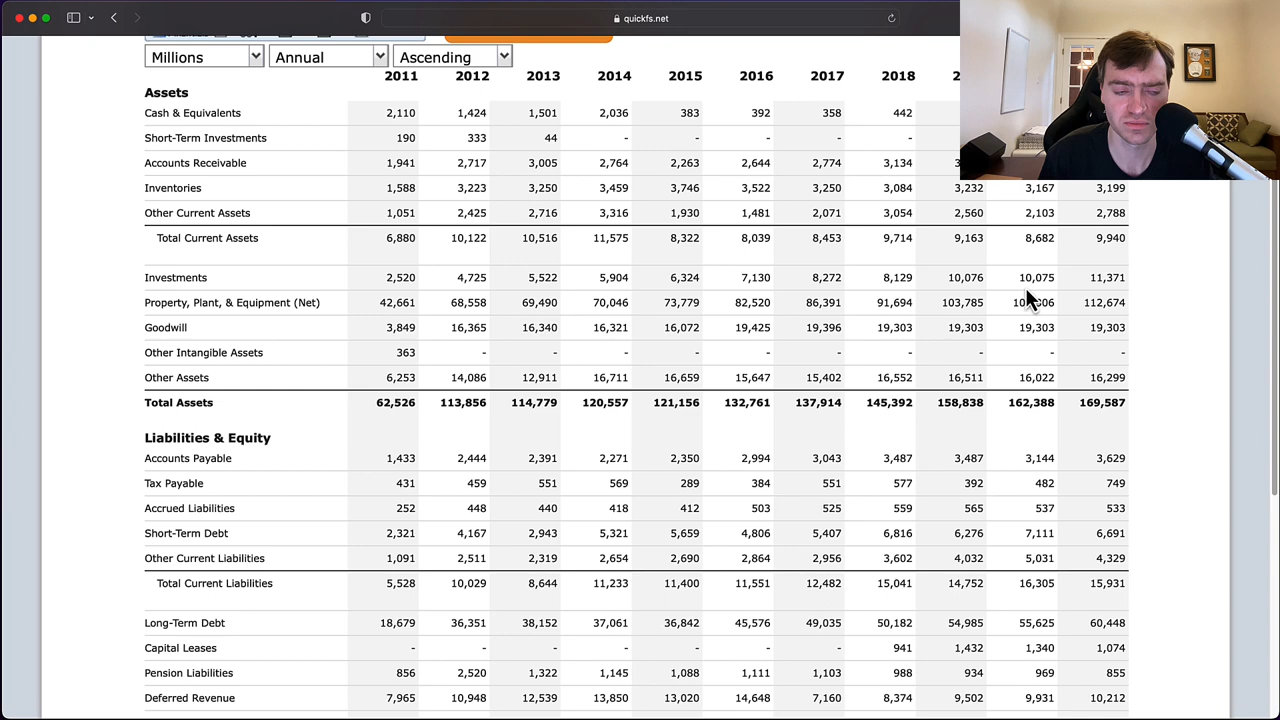 quickfs.net
Millions Annual Ascending
2011 2012 2013 2014 2015 2016 2017 2018
Assets
Cash & Equivalents 2,110 1,424 1,501 2,036 383 392 358 442
Short-Term Investments 190 333 44 - - - - -
Accounts Receivable 1,941 2,717 3,005 2,764 2,263 2,644 2,774 3,134
Inventories 1,588 3,223 3,250 3,459 3,746 3,522 3,250 3,084 3,232 3,167 3,199
Other Current Assets 1,051 2,425 2,716 3,316 1,930 1,481 2,071 3,054 2,560 2,103 2,788
Total Current Assets 6,880 10,122 10,516 11,575 8,322 8,039 8,453 9,714 9,163 8,682 9,940
Investments 2,520 4,725 5,522 5,904 6,324 7,130 8,272 8,129 10,076 10,075 11,371
Property, Plant, & Equipment (Net) 42,661 68,558 69,490 70,046 73,779 82,520 86,391 91,694 103,785 112,674
Goodwill 3,849 16,365 16,340 16,321 16,072 19,425 19,396 19,303 19,303 19,303 19,303
Other Intangible Assets 363 - - - - - - - - - -
Other Assets 6,253 14,086 12,911 16,711 16,659 15,647 15,402 16,552 16,511 16,022 16,299
Total Assets 62,526 113,856 114,779 120,557 121,156 132,761 137,914 145,392 158,838 162,388 169,587
Liabilities & Equity
Accounts Payable 1,433 2,444 2,391 2,271 2,350 2,994 3,043 3,487 3,487 3,144 3,629
Tax Payable 431 459 551 569 289 384 551 577 392 482 749
Accrued Liabilities 252 448 440 418 412 503 525 559 565 537 533
Short-Term Debt 2,321 4,167 2,943 5,321 5,659 4,806 5,407 6,816 6,276 7,111 6,691
Other Current Liabilities 1,091 2,511 2,319 2,654 2,690 2,864 2,956 3,602 4,032 5,031 4,329
Total Current Liabilities 5,528 10,029 8,644 11,233 11,400 11,551 12,482 15,041 14,752 16,305 15,931
Long-Term Debt 18,679 36,351 38,152 37,061 36,842 45,576 49,035 50,182 54,985 55,625 60,448
Capital Leases - - - - - - - 941 1,432 1,340 1,074
Pension Liabilities 856 2,520 1,322 1,145 1,088 1,111 1,103 988 934 969 855
Deferred Revenue 7,965 10,948 12,539 13,850 13,020 14,648 7,160 8,374 9,502 9,931 10,212